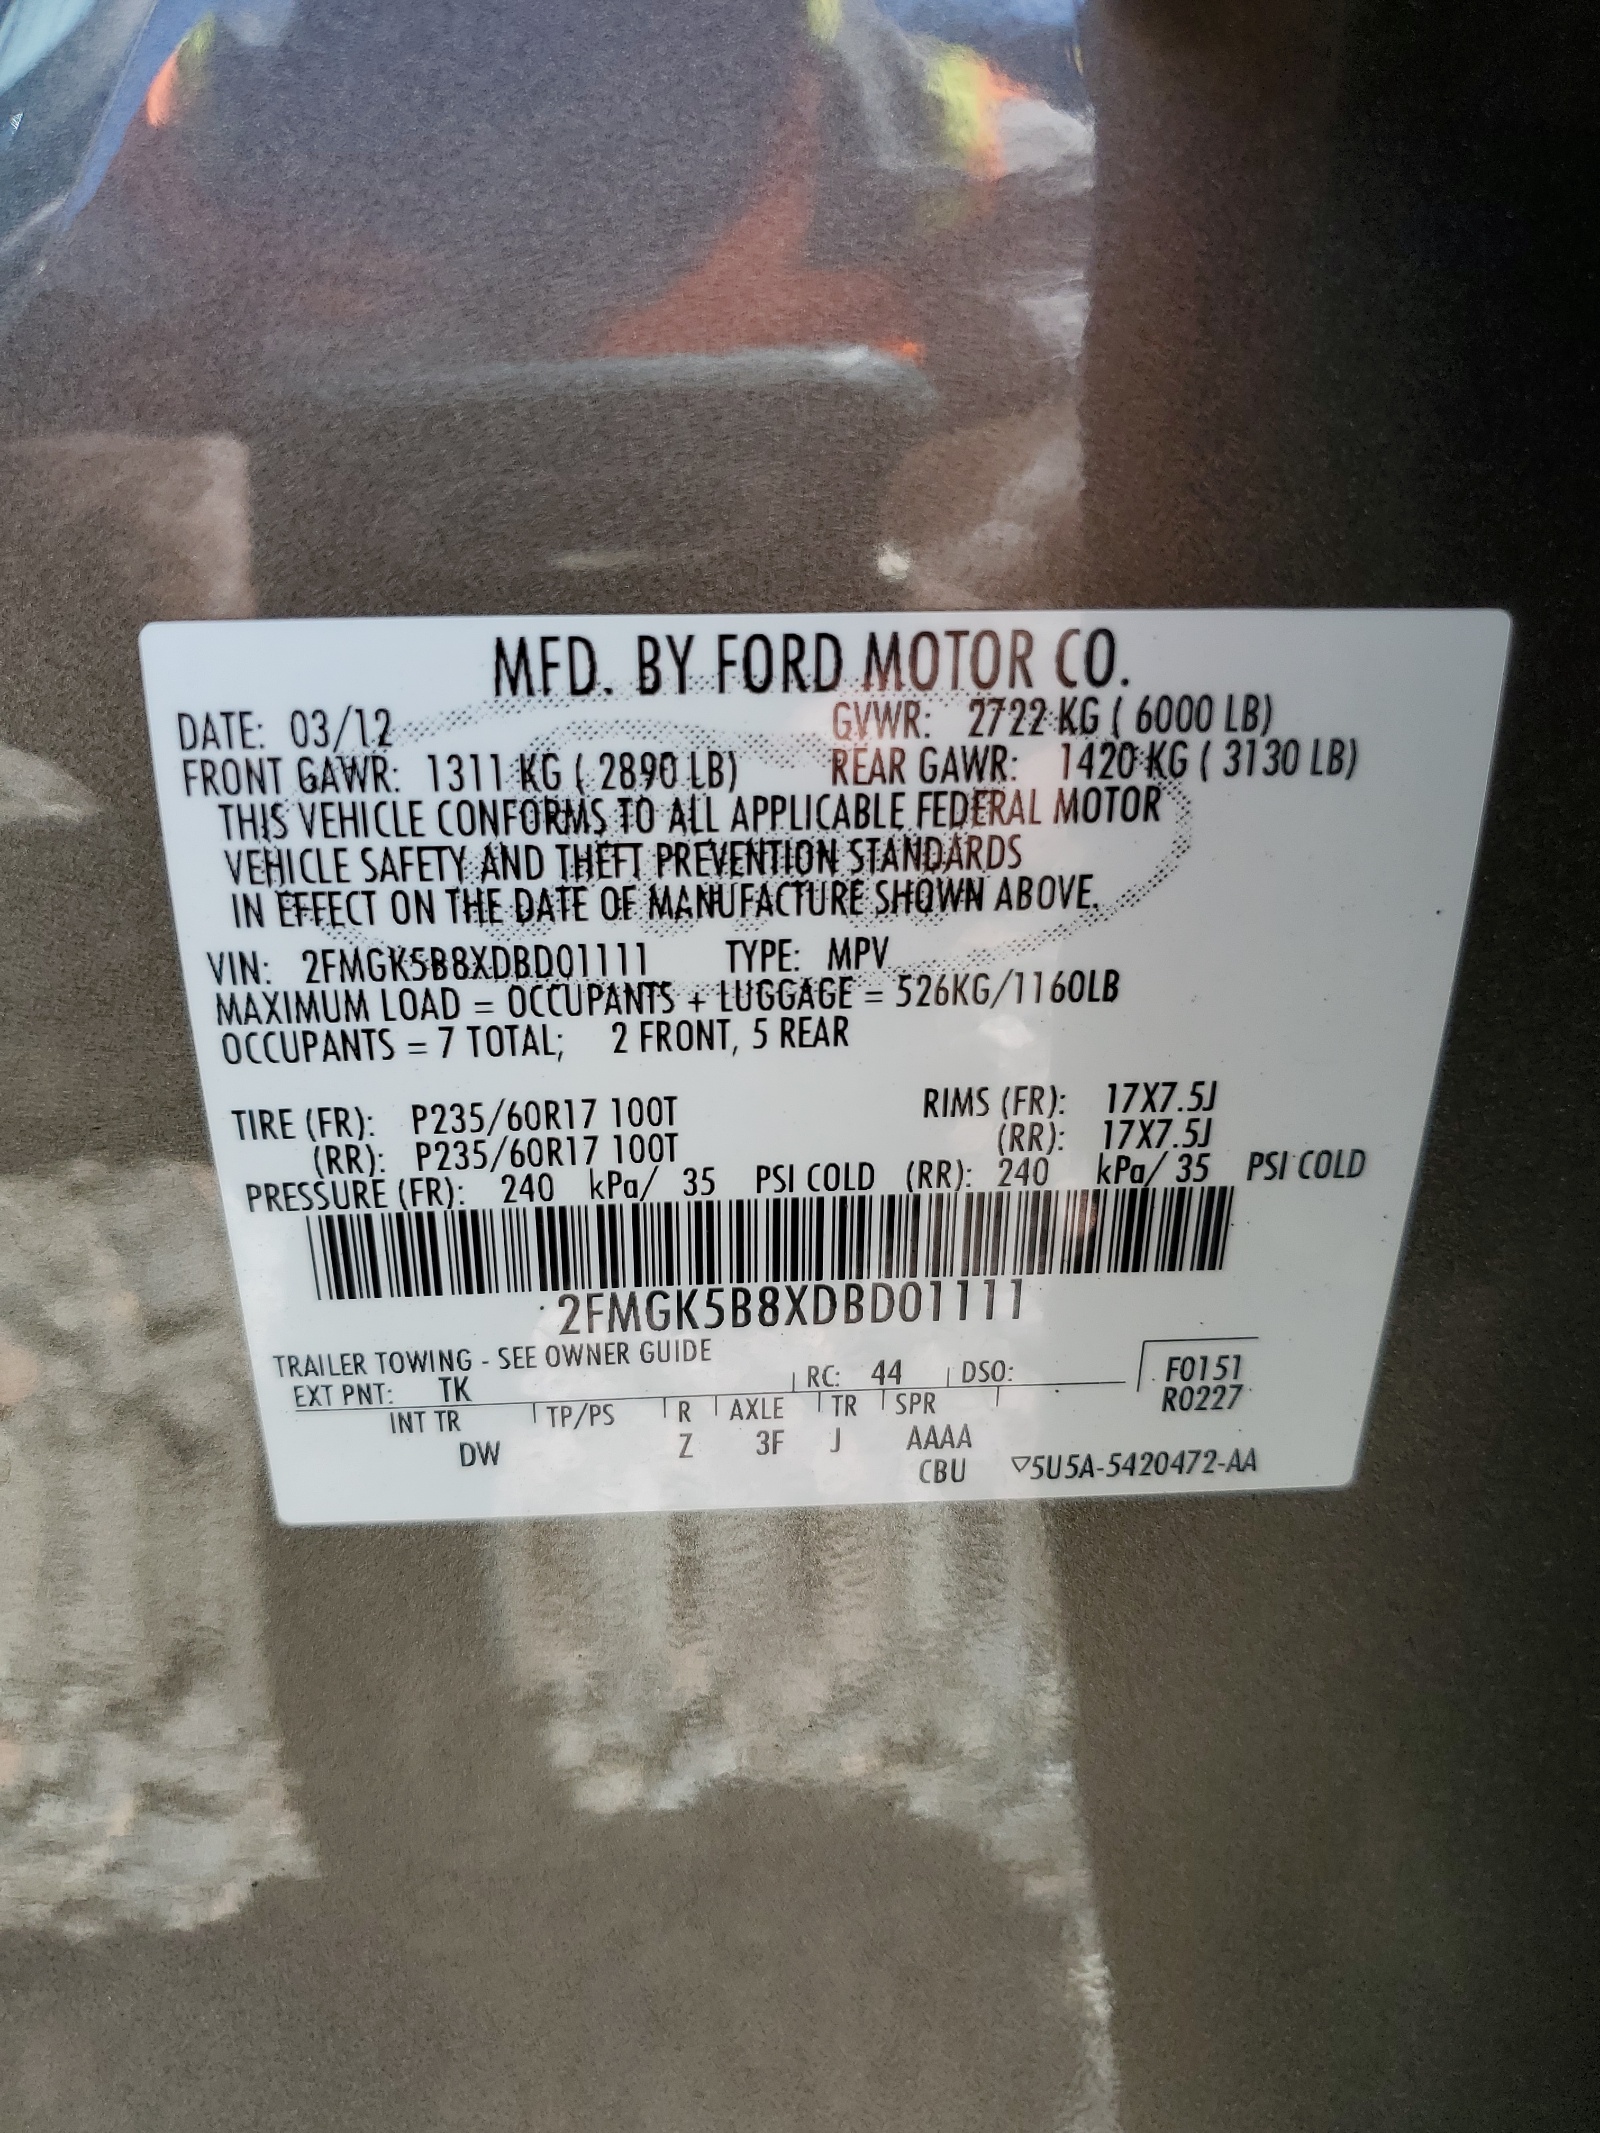 MFD. BY FORD MOTOR CO.
DATE: 03/12 GVWR: 2722 KG ( 6000 LB)
FRONT GAWR: 1311 KG ( 2890 LB) REAR GAWR: 1420 KG ( 3130 LB)
THIS VEHICLE CONFORMS TO ALL APPLICABLE FEDERAL MOTOR
VEHICLE SAFETY AND THEFT PREVENTION STANDARDS
IN EFFECT ON THE DATE OF MANUFACTURE SHOWN ABOVE.
VIN: 2FMGK5B8XDBD01111 TYPE: MPV
MAXIMUM LOAD = OCCUPANTS + LUGGAGE = 526KG/1160LB
OCCUPANTS = 7 TOTAL; 2 FRONT, 5 REAR
TIRE (FR): P235/60R17 100T RIMS (FR): 17X7.5J
(RR): P235/60R17 100T (RR): 17X7.5J
PRESSURE (FR): 240 kPa/ 35 PSI COLD (RR): 240 kPa/ 35 PSI COLD
2FMGK5B8XDBD01111
TRAILER TOWING - SEE OWNER GUIDE
EXT PNT: TK RC: 44 DSO: F0151
R0227
INT TR TP/PS R AXLE TR SPR
DW Z 3F J AAAA
CBU ▽5U5A-5420472-AA